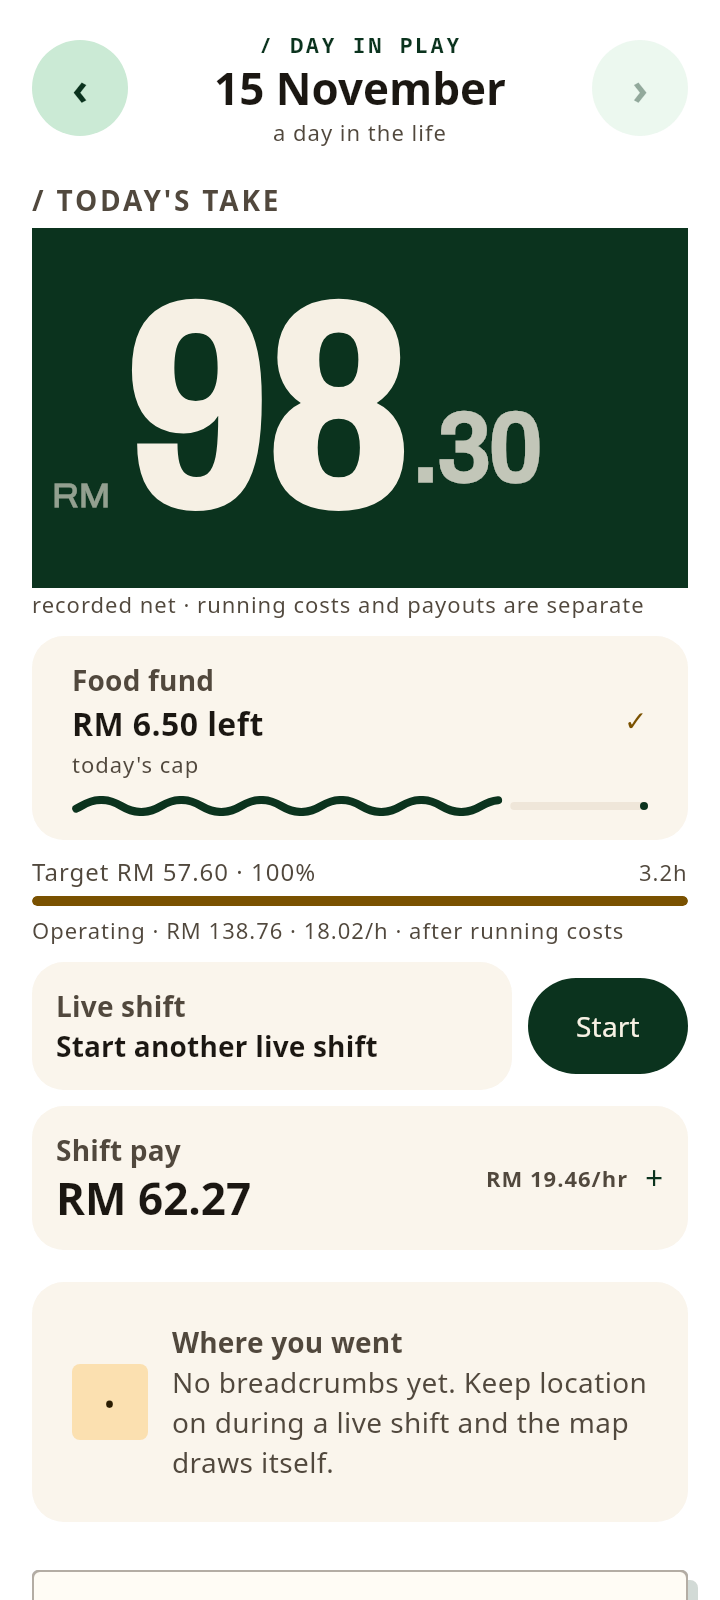 / DAY IN PLAY
‹
15 November
›
a day in the life
/ TODAY'S TAKE
RM 98.30
recorded net · running costs and payouts are separate
Food fund
RM 6.50 left
✓
today's cap
Target RM 57.60 · 100%
3.2h
Operating · RM 138.76 · 18.02/h · after running costs
Live shift
Start another live shift
Start
Shift pay
RM 62.27
RM 19.46/hr +
Where you went
No breadcrumbs yet. Keep location
on during a live shift and the map
draws itself.